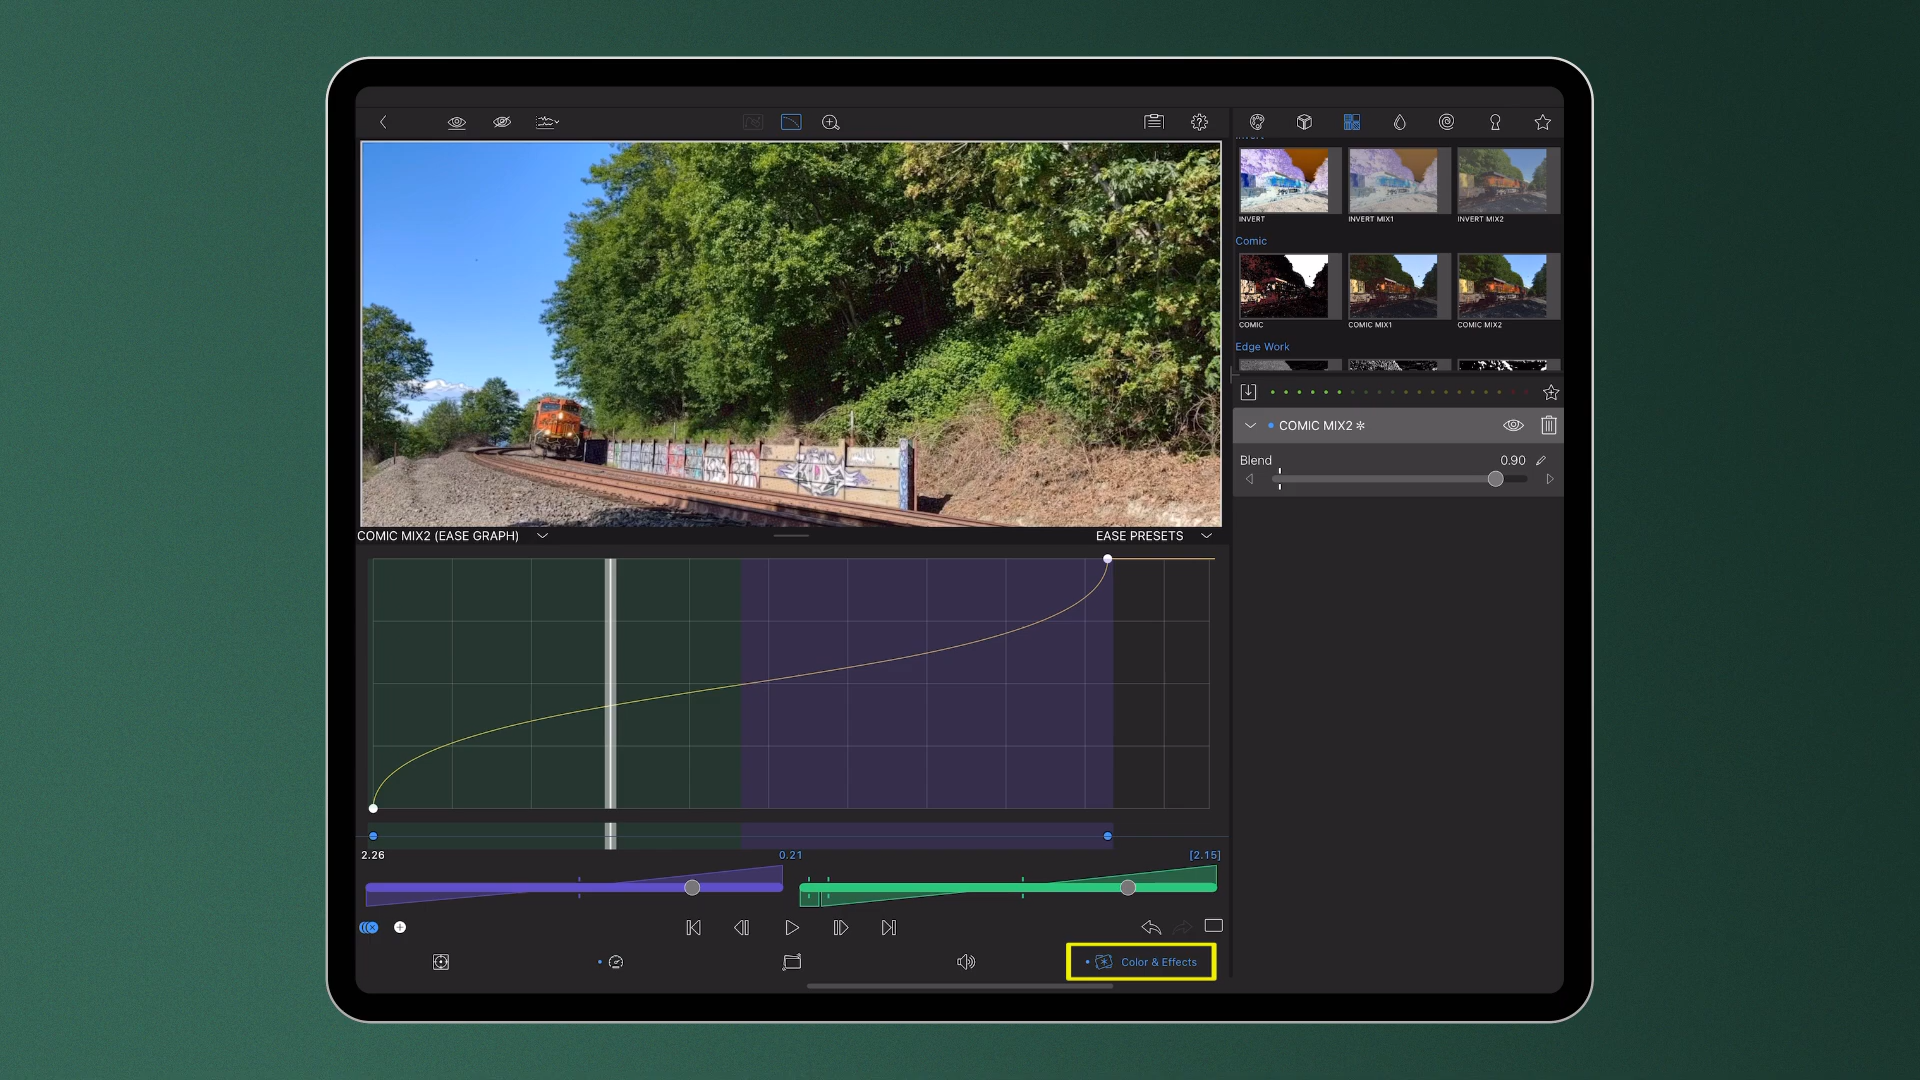 INVERT
INVERT MIX1
INVERT MIX2
Comic
COMIC
COMIC MIX1
COMIC MIX2
Edge Work
COMIC MIX2
Blend
0.90
COMIC MIX2 (EASE GRAPH)
EASE PRESETS
2.26
0.21
[2.15]
Color & Effects